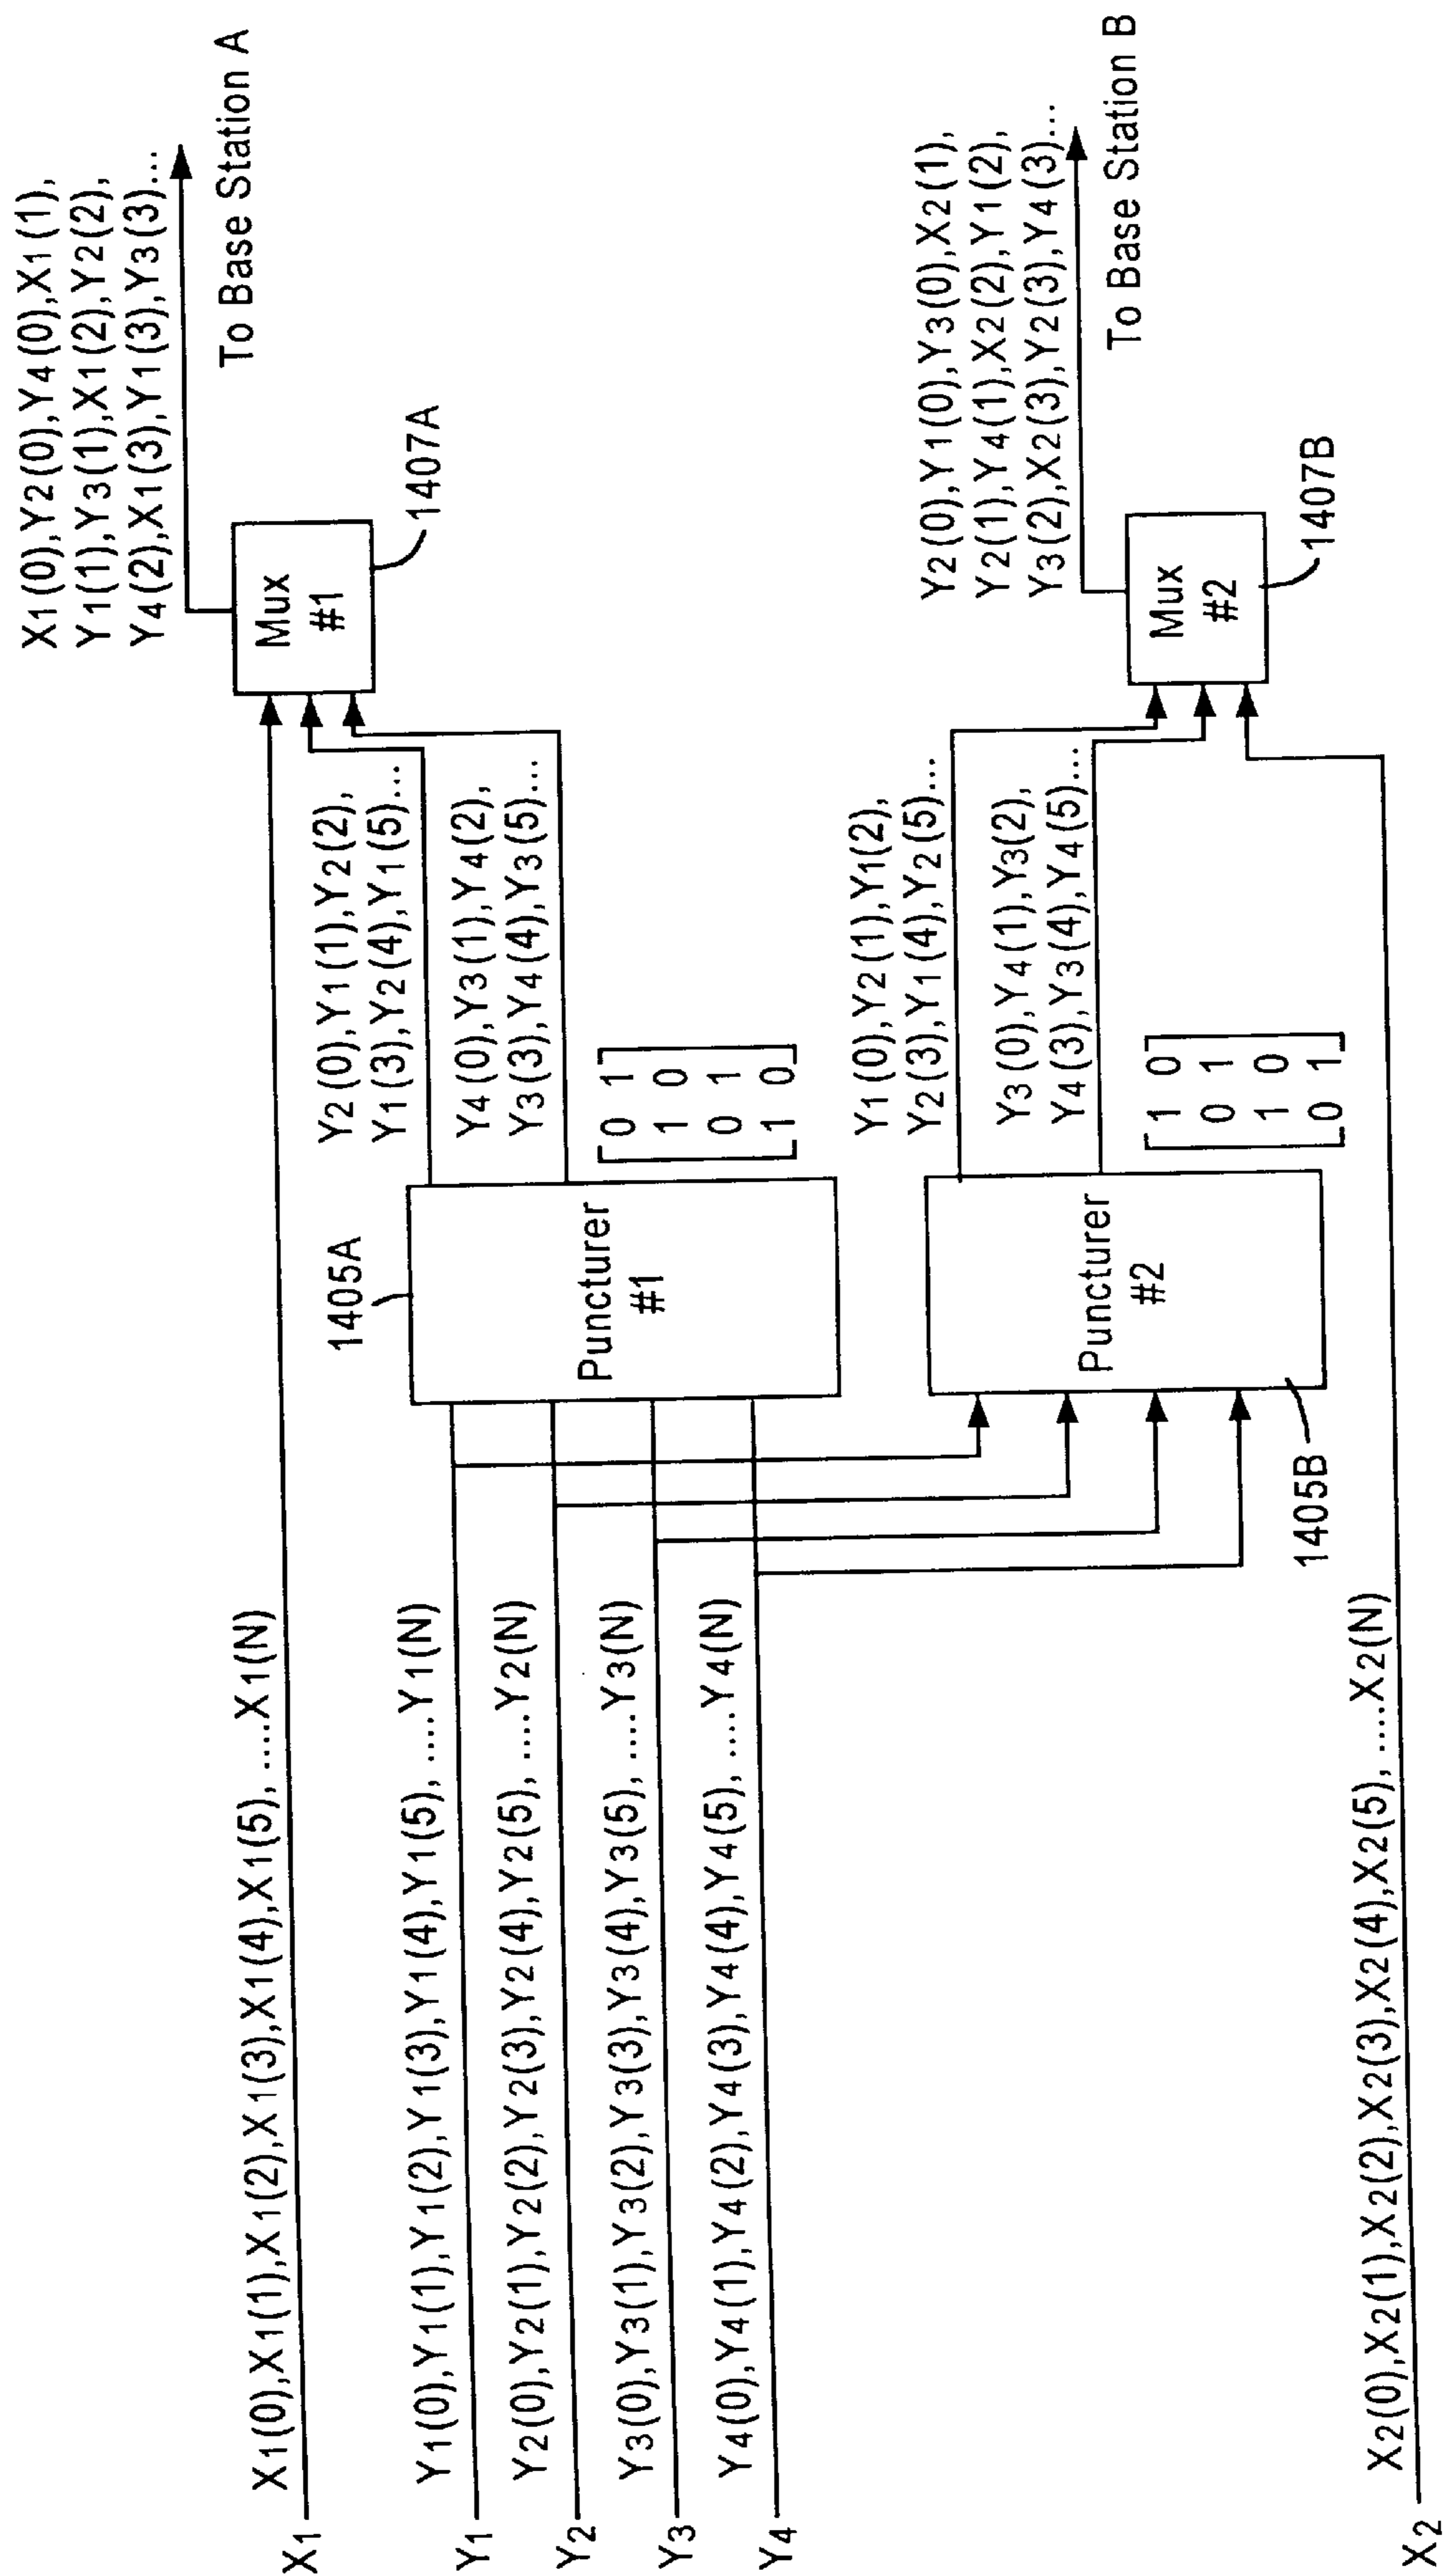 X1(0),Y2(0),Y4(0),X1(1),
Y1(1),Y3(1),X1(2),Y2(2),
Y4(2),X1(3),Y1(3),Y3(3)...
To Base Station A
X1
X1(0),X1(1),X1(2),X1(3),X1(4),X1(5), ....X1(N)
Mux
#1
1407A
1405A
Y2(0),Y1(1),Y2(2),
Y1(3),Y2(4),Y1(5)...
Y1
Y1(0),Y1(1),Y1(2),Y1(3),Y1(4),Y1(5), ....Y1(N)
Y4(0),Y3(1),Y4(2),
Y3(3),Y4(4),Y3(5)...
Y2
Y2(0),Y2(1),Y2(2),Y2(3),Y2(4),Y2(5), ....Y2(N)
Puncturer
#1
0 1
1 0
0 1
1 0
Y3
Y3(0),Y3(1),Y3(2),Y3(3),Y3(4),Y3(5), ....Y3(N)
Y4
Y4(0),Y4(1),Y4(2),Y4(3),Y4(4),Y4(5), ....Y4(N)
Y2(0),Y1(0),Y3(0),X2(1),
Y2(1),Y4(1),X2(2),Y1(2),
Y3(2),X2(3),Y2(3),Y4(3)...
To Base Station B
Y1(0),Y2(1),Y1(2),
Y2(3),Y1(4),Y2(5)...
Y3(0),Y4(1),Y3(2),
Y4(3),Y3(4),Y4(5)...
Mux
#2
1407B
Puncturer
#2
1 0
0 1
1 0
0 1
1405B
X2
X2(0),X2(1),X2(2),X2(3),X2(4),X2(5), ....X2(N)